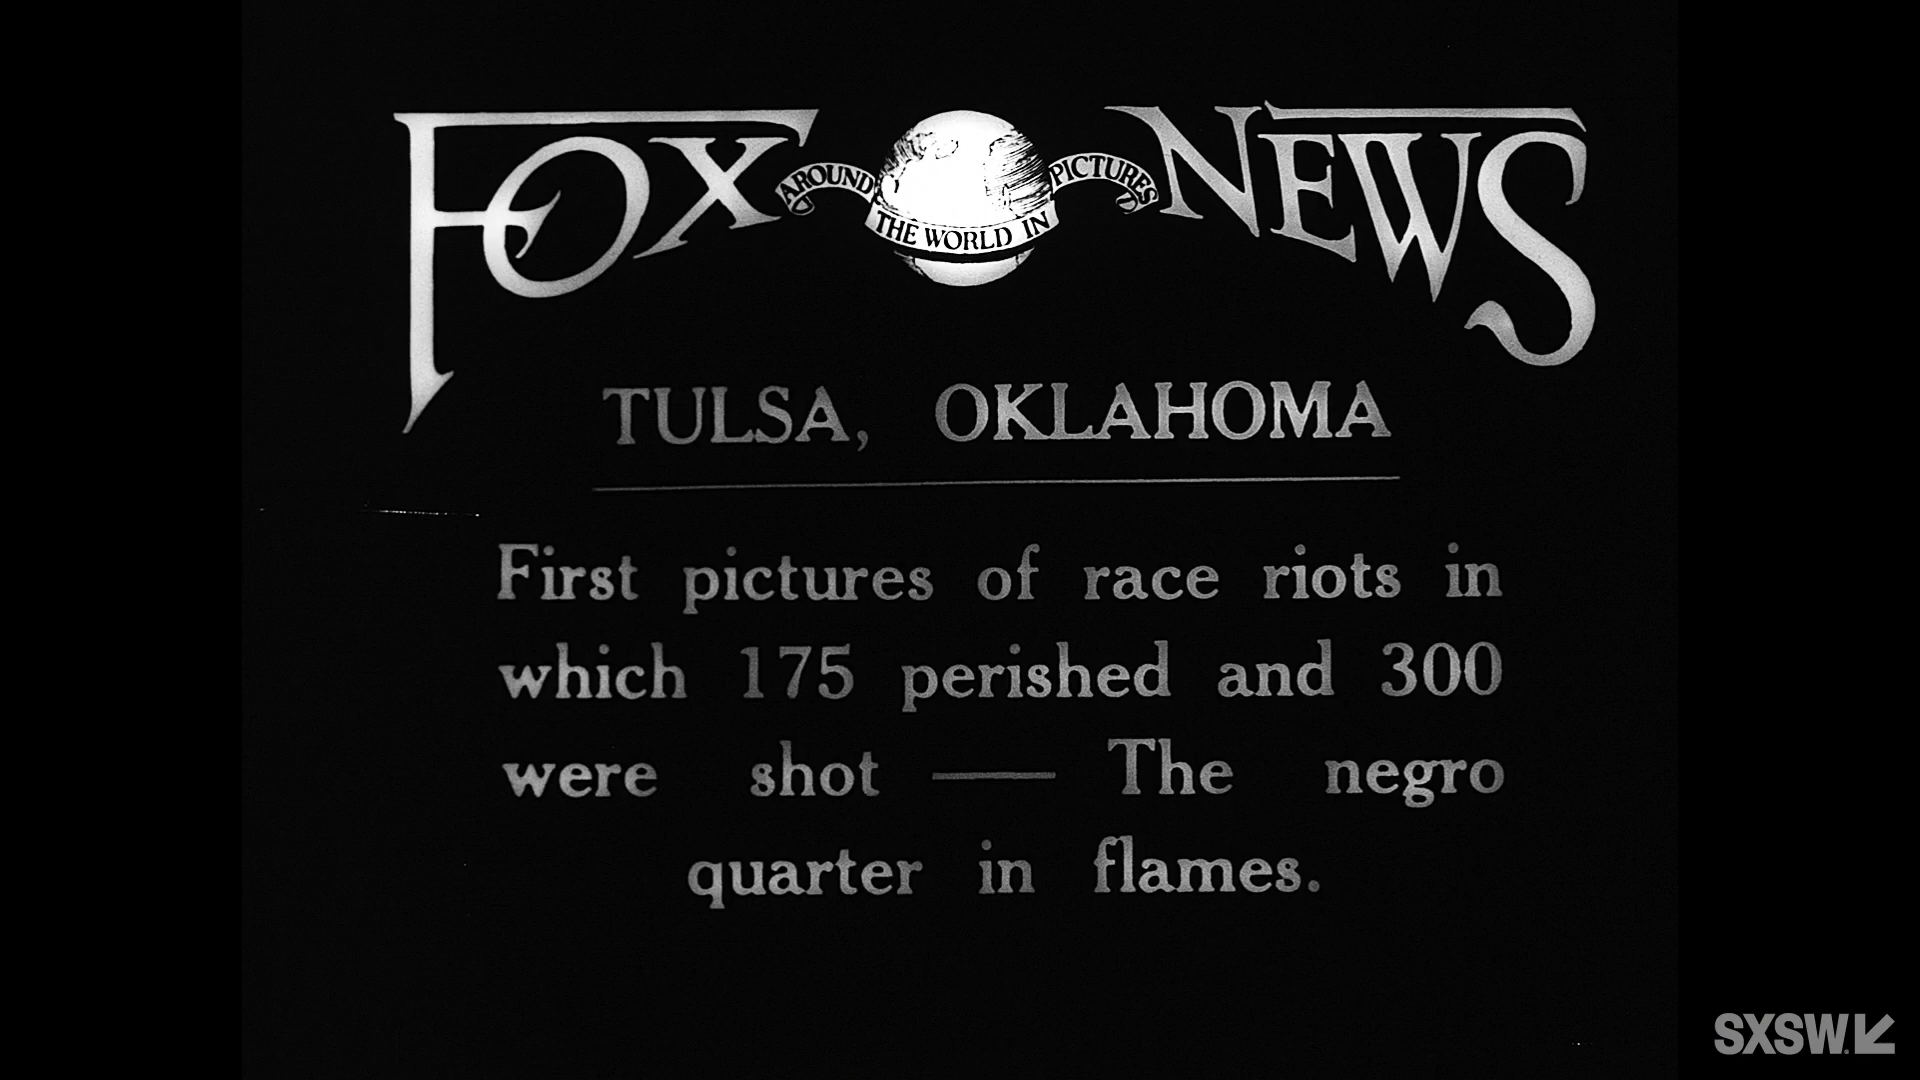 FOX NEWS
AROUND THE WORLD IN PICTURES
TULSA, OKLAHOMA
First pictures of race riots in
which 175 perished and 300
were shot — The negro
quarter in flames.
SXSW.